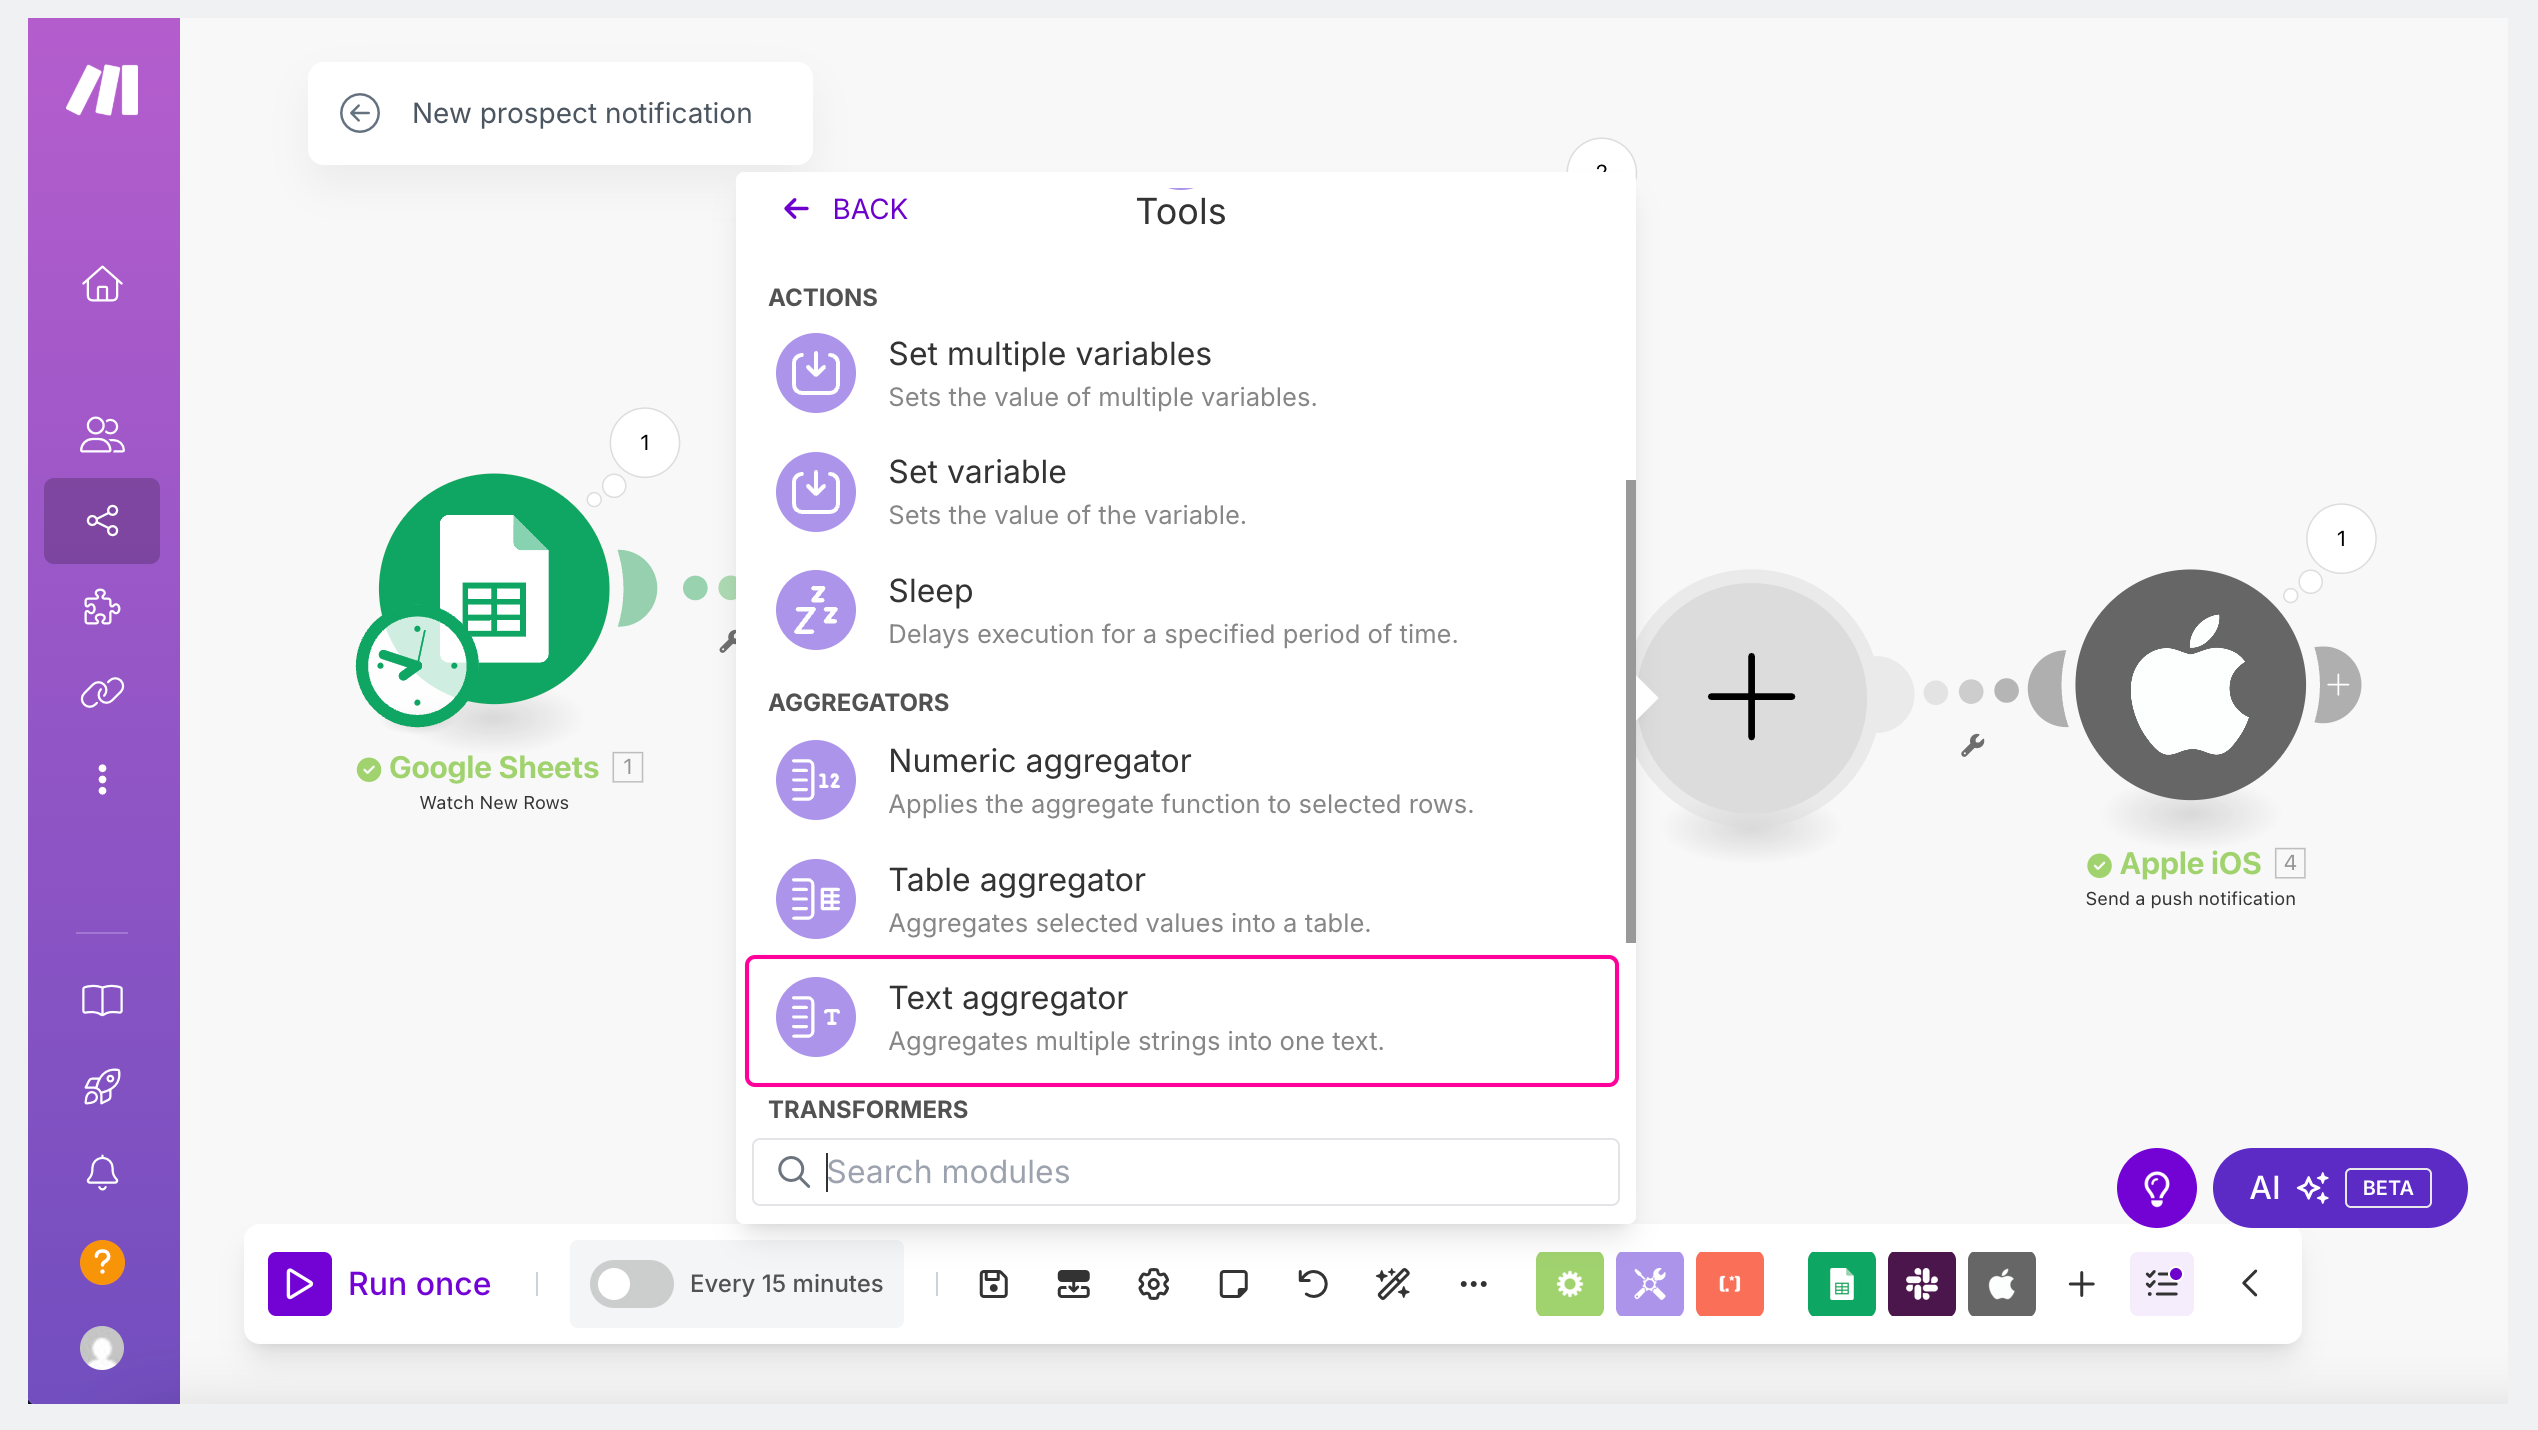 New prospect notification
BACK
Tools
ACTIONS
Set multiple variables
Sets the value of multiple variables.
Set variable
Sets the value of the variable.
Sleep
Delays execution for a specified period of time.
AGGREGATORS
Numeric aggregator
Applies the aggregate function to selected rows.
Table aggregator
Aggregates selected values into a table.
Text aggregator
Aggregates multiple strings into one text.
TRANSFORMERS
Search modules
1
Google Sheets 1
Watch New Rows
1
Apple iOS 4
Send a push notification
AI BETA
Run once
Every 15 minutes